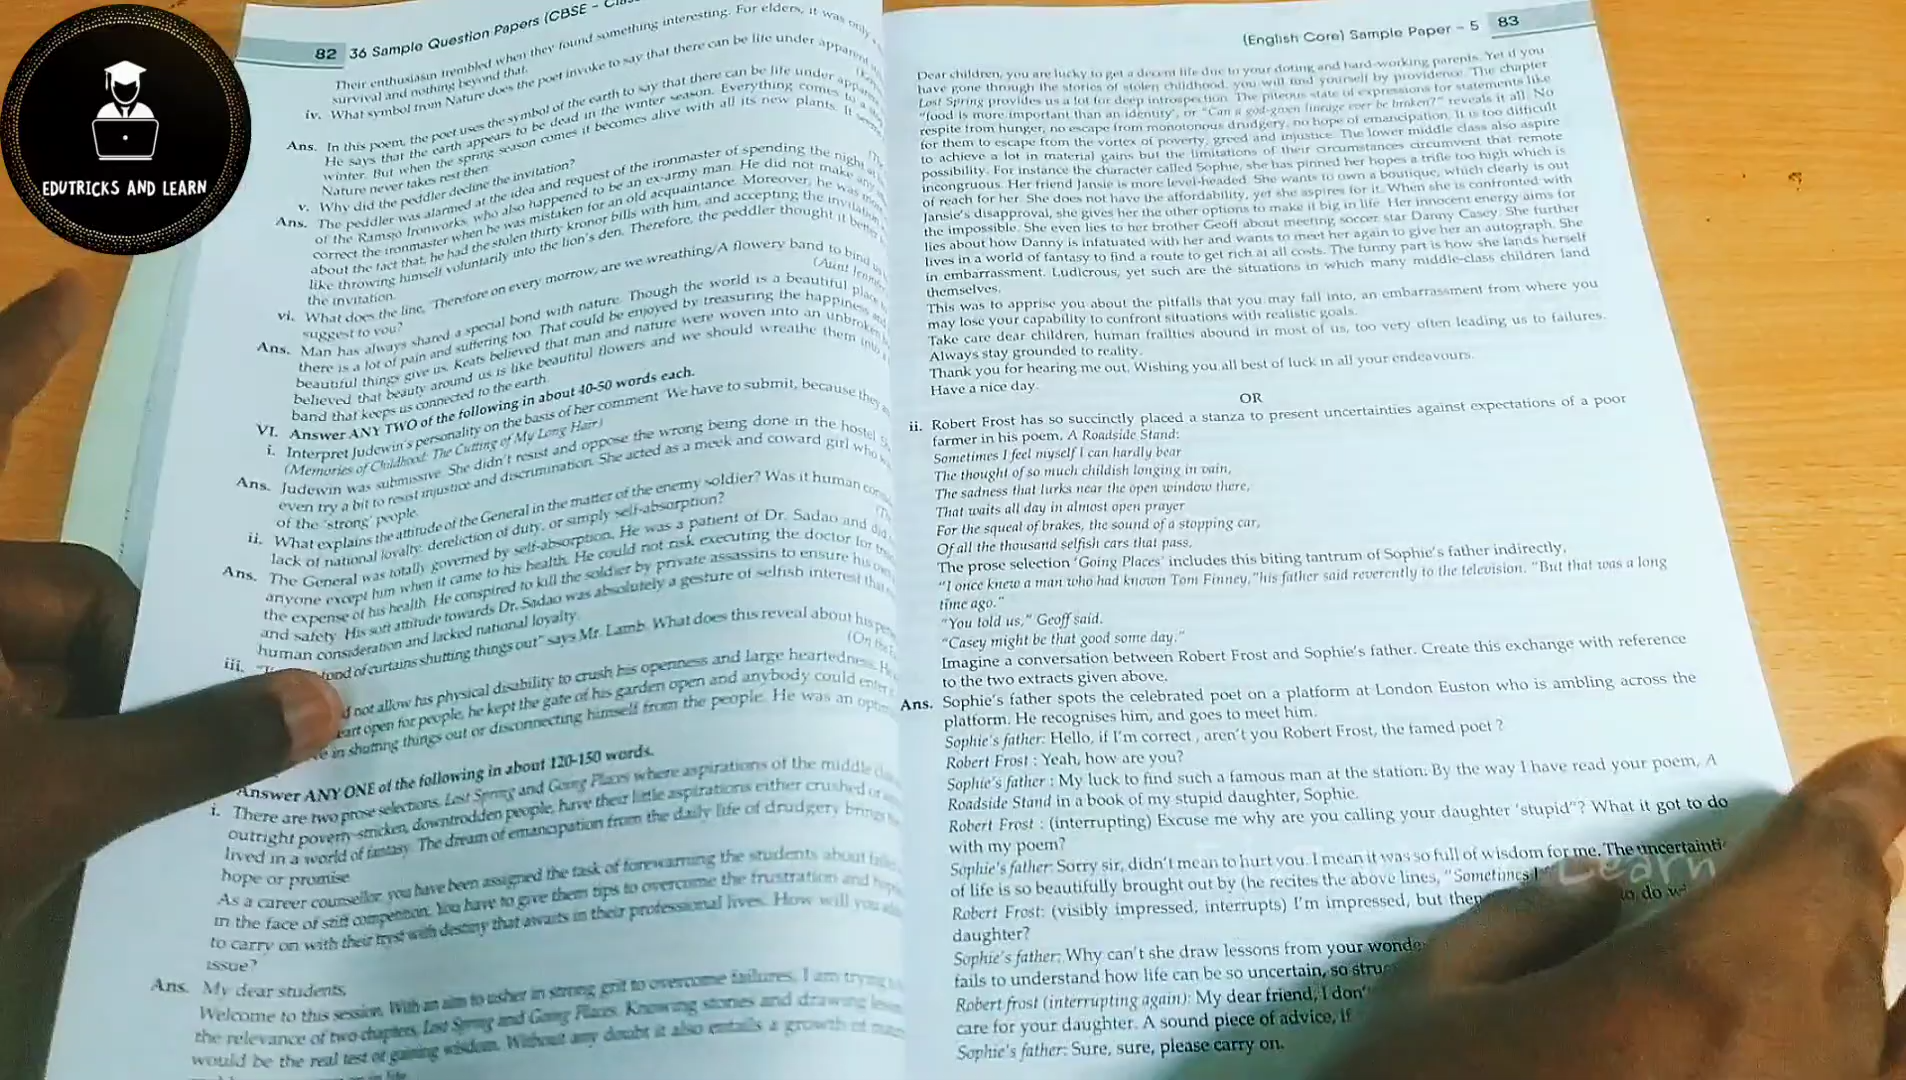 EDUTRICKS AND LEARN
82 36 Sample Question Papers (CBSE -
Their enthusiasm trembled when they found something interesting. For elders, it was only
survival and nothing beyond that.
iv. What symbol from Nature does the poet invoke to say that there can be life under apparent
Ans. In this poem, the poet uses the symbol of the earth to say that there can be life under
He says that the earth appears to be dead in the winter season. Everything comes to a
winter. But when the spring season comes it becomes alive with all its new plants. It
Nature never takes rest then.
v. Why did the peddler decline the invitation?
Ans. The peddler was alarmed at the idea and request of the ironmaster of spending the night
of the Ramsjo Ironworks, who also happened to be an ex-army man. He did not make any
correct the ironmaster when he was mistaken for an old acquaintance. Moreover, he was
about the fact that, he had the stolen thirty kronor bills with him, and accepting the invitation
like throwing himself voluntarily into the lion's den. Therefore, the peddler thought it better
the invitation.
vi. What does the line, 'Therefore on every morrow, are we wreathing/A flowery band to bind us
suggest to you?
Ans. Man has always shared a special bond with nature. Though the world is a beautiful place
there is a lot of pain and suffering too. That could be enjoyed by treasuring the happiness and
beautiful things give us. Keats believed that man and nature were woven into an unbroken
believed that beauty around us is like beautiful flowers and we should wreathe them into a
band that keeps us connected to the earth.
VI. Answer ANY TWO of the following in about 40-50 words each.
i. Interpret Judewin's personality on the basis of her comment 'We have to submit, because they
(Memories of Childhood: The Cutting of My Long Hair)
Ans. Judewin was submissive. She didn't resist and oppose the wrong being done in the hostel.
even try a bit to resist injustice and discrimination. She acted as a meek and coward girl who
of the 'strong' people.
ii. What explains the attitude of the General in the matter of the enemy soldier? Was it human
lack of national loyalty, dereliction of duty, or simply self-absorption?
Ans. The General was totally governed by self-absorption. He was a patient of Dr. Sadao and
anyone except him when it came to his health. He could not risk executing the doctor for
the expense of his health. He conspired to kill the soldier by private assassins to ensure his own
and safety. His soft attitude towards Dr. Sadao was absolutely a gesture of selfish interest that
human consideration and lacked national loyalty.
iii. of curtains shutting things out" says Mr. Lamb. What does this reveal about his
not allow his physical disability to crush his openness and large heartedness. He
open for people, he kept the gate of his garden open and anybody could enter
in shutting things out or disconnecting himself from the people. He was an
Answer ANY ONE of the following in about 120-150 words.
i. There are two prose selections, Lost Spring and Going Places where aspirations of the middle
outright poverty-stricken, downtrodden people, have their little aspirations either crushed or
lived in a world of fantasy. The dream of emancipation from the daily life of drudgery brings
hope or promise.
As a career counsellor, you have been assigned the task of forewarning the students about
in the face of stiff competition. You have to give them tips to overcome the frustration and
to carry on with their tryst with destiny that awaits in their professional lives. How will you
issue?
Ans. My dear students,
Welcome to this session. With an aim to usher in strong grit to overcome failures, I am trying
the relevance of two chapters, Lost Spring and Going Places. Knowing stories and drawing
would be the real test of gaining wisdom. Without any doubt it also entails a growth of
(English Core) Sample Paper - 5 83
Dear children, you are lucky to get a decent life due to your doting and hard-working parents. Yet if you
have gone through the stories of stolen childhood, you will find yourself by providence. The chapter
Lost Spring provides us a lot for deep introspection. The piteous state of expressions for statements like
"food is more important than an identity', or "Can a god-given lineage ever be broken?" reveals it all. No
respite from hunger, no escape from monotonous drudgery, no hope of emancipation. It is too difficult
for them to escape from the vortex of poverty, greed and injustice. The lower middle class also aspire
to achieve a lot in material gains but the limitations of their circumstances circumvent that remote
possibility. For instance the character called Sophie, she has pinned her hopes a trifle too high which is
incongruous. Her friend Jansie is more level-headed. She wants to own a boutique, which clearly is out
of reach for her. She does not have the affordability, yet she aspires for it. When she is confronted with
Jansie's disapproval, she gives her the other options to make it big in life. Her innocent energy aims for
the impossible. She even lies to her brother Geoff about meeting soccer star Danny Casey. She further
lies about how Danny is infatuated with her and wants to meet her again to give her an autograph. She
lives in a world of fantasy to find a route to get rich at all costs. The funny part is how she lands herself
in embarrassment. Ludicrous, yet such are the situations in which many middle-class children land
themselves.
This was to apprise you about the pitfalls that you may fall into, an embarrassment from where you
may lose your capability to confront situations with realistic goals.
Take care dear children, human frailties abound in most of us, too very often leading us to failures.
Always stay grounded to reality.
Thank you for hearing me out. Wishing you all best of luck in all your endeavours.
Have a nice day.
OR
ii. Robert Frost has so succinctly placed a stanza to present uncertainties against expectations of a poor
farmer in his poem, A Roadside Stand:
Sometimes I feel myself I can hardly bear
The thought of so much childish longing in vain,
The sadness that lurks near the open window there,
That waits all day in almost open prayer
For the squeal of brakes, the sound of a stopping car,
Of all the thousand selfish cars that pass,
The prose selection 'Going Places' includes this biting tantrum of Sophie's father indirectly,
"I once knew a man who had known Tom Finney,"his father said reverently to the television. "But that was a long
time ago."
"You told us," Geoff said.
"Casey might be that good some day."
Imagine a conversation between Robert Frost and Sophie's father. Create this exchange with reference
to the two extracts given above.
Ans. Sophie's father spots the celebrated poet on a platform at London Euston who is ambling across the
platform. He recognises him, and goes to meet him.
Sophie's father: Hello, if I'm correct , aren't you Robert Frost, the famed poet ?
Robert Frost : Yeah, how are you?
Sophie's father : My luck to find such a famous man at the station. By the way I have read your poem, A
Roadside Stand in a book of my stupid daughter, Sophie.
Robert Frost : (interrupting) Excuse me why are you calling your daughter 'stupid"? What it got to do
with my poem?
Sophie's father: Sorry sir, didn't mean to hurt you. I mean it was so full of wisdom for me. The uncertainti
of life is so beautifully brought out by (he recites the above lines, "Sometimes I
Learn
Robert Frost: (visibly impressed, interrupts) I'm impressed, but then to do
daughter?
Sophie's father: Why can't she draw lessons from your
fails to understand how life can be so uncertain, so
Robert frost (interrupting again): My dear friend, I
care for your daughter. A sound piece of advice, if
Sophie's father: Sure, sure, please carry on.